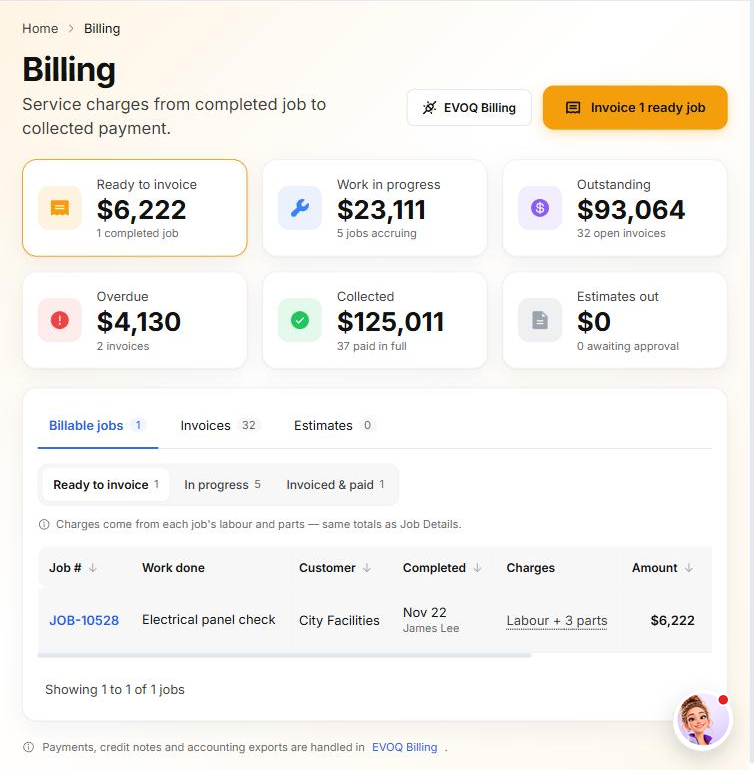 Home > Billing
Billing
Service charges from completed job to
collected payment.
EVOQ Billing
Invoice 1 ready job
Ready to invoice
$6,222
1 completed job
Work in progress
$23,111
5 jobs accruing
Outstanding
$93,064
32 open invoices
Overdue
$4,130
2 invoices
Collected
$125,011
37 paid in full
Estimates out
$0
0 awaiting approval
Billable jobs 1 Invoices 32 Estimates 0
Ready to invoice 1 In progress 5 Invoiced & paid 1
Charges come from each job's labour and parts — same totals as Job Details.
Job # ↓ Work done Customer ↓ Completed ↓ Charges Amount ↓
JOB-10528 Electrical panel check City Facilities Nov 22 Labour + 3 parts $6,222
James Lee
Showing 1 to 1 of 1 jobs
Payments, credit notes and accounting exports are handled in EVOQ Billing .